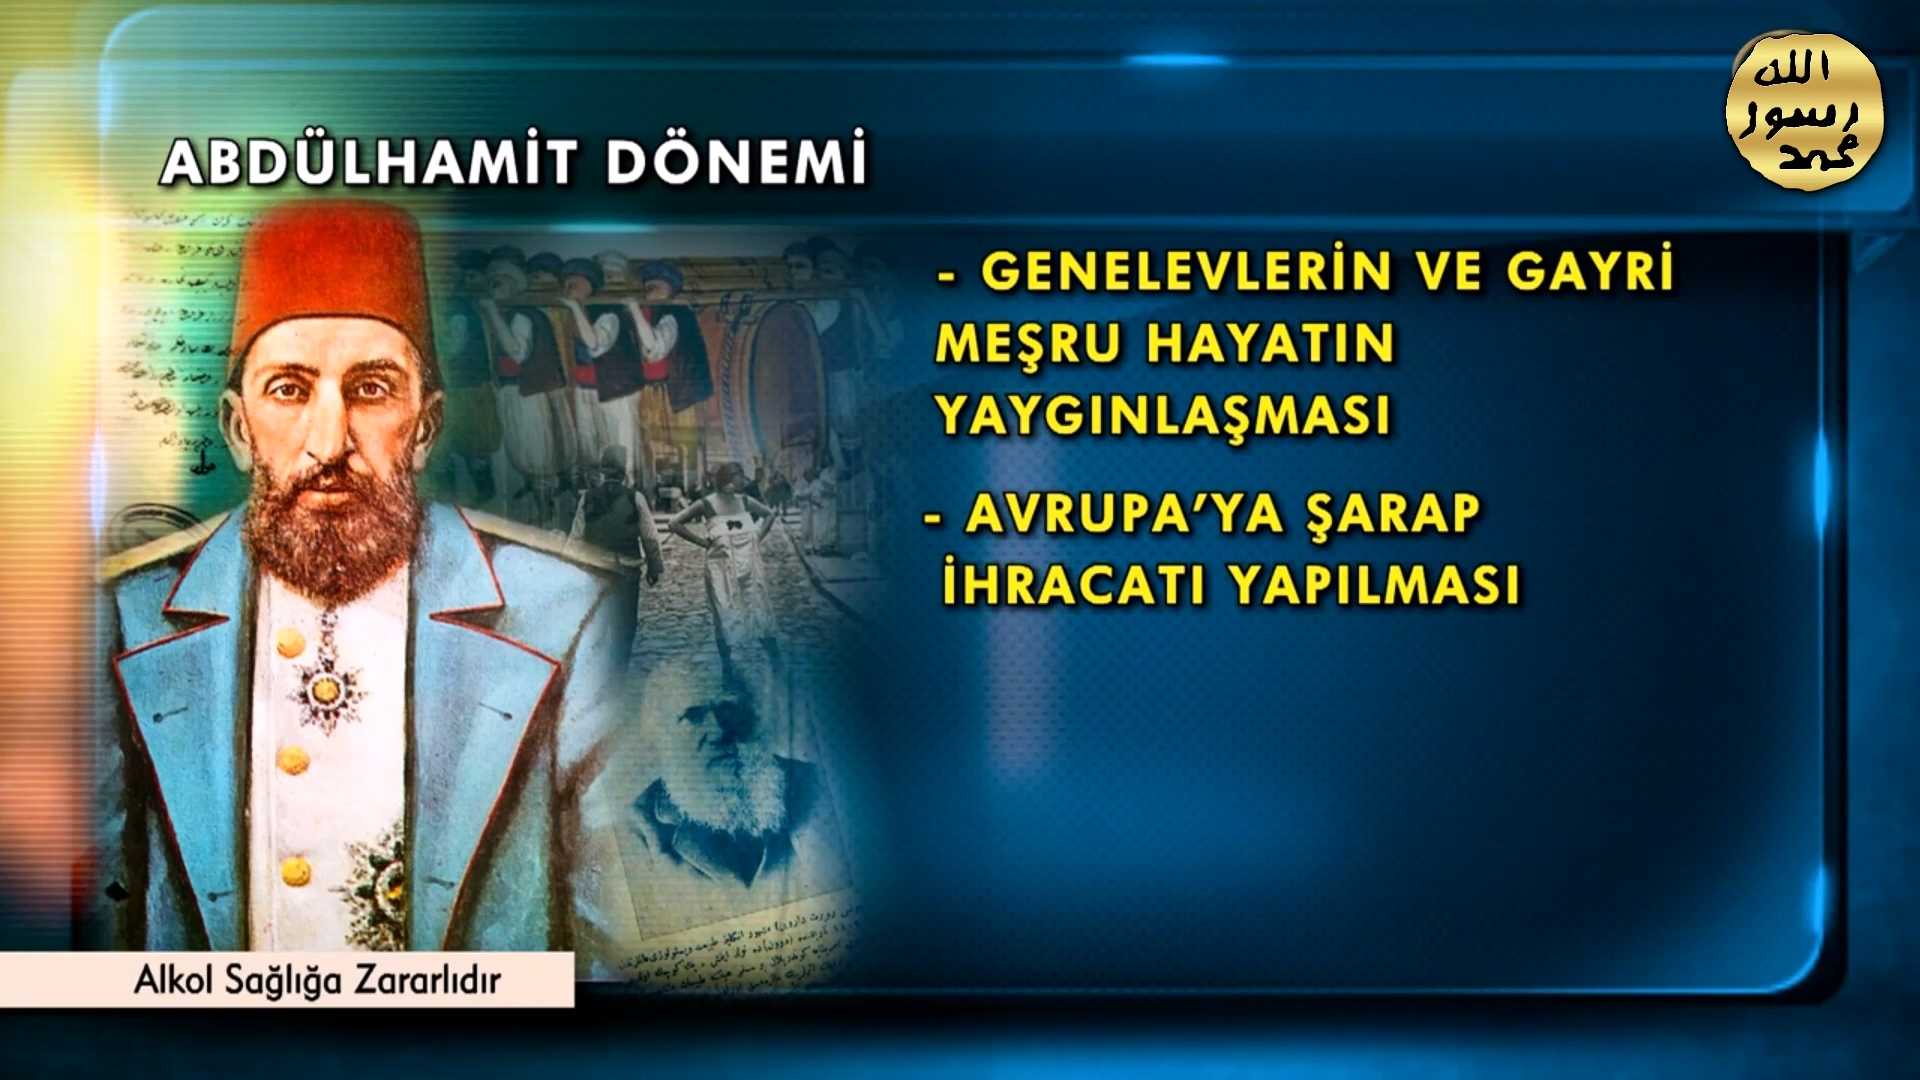 ABDÜLHAMİT DÖNEMİ
الله
رسول
محمد
- GENELEVLERİN VE GAYRİ
MEŞRU HAYATIN
YAYGINLAŞMASI
- AVRUPA'YA ŞARAP
İHRACATI YAPILMASI
Alkol Sağlığa Zararlıdır